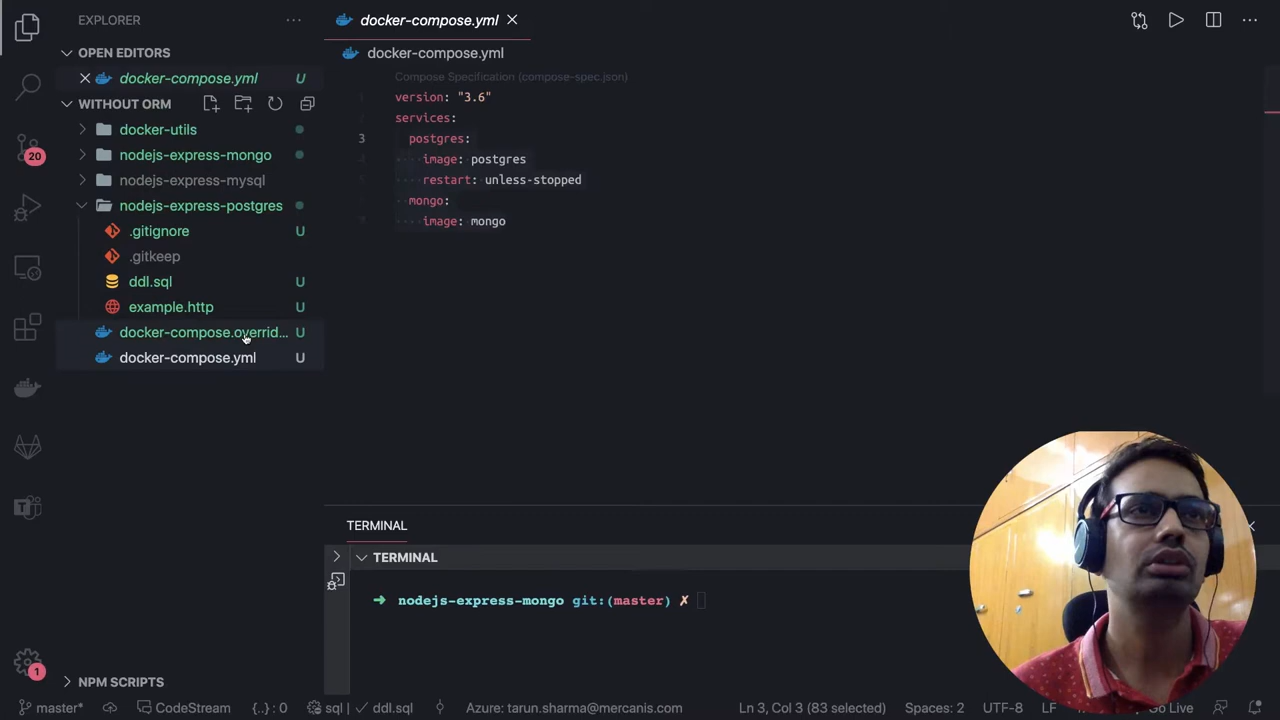 EXPLORER
OPEN EDITORS
docker-compose.yml U
WITHOUT ORM
docker-utils
nodejs-express-mongo
nodejs-express-mysql
nodejs-express-postgres
.gitignore U
.gitkeep
ddl.sql U
example.http U
docker-compose.overrid... U
docker-compose.yml U
NPM SCRIPTS
20
1
docker-compose.yml
docker-compose.yml
Compose Specification (compose-spec.json)
version: "3.6"
services:
3 postgres:
image: postgres
restart: unless-stopped
mongo:
image: mongo
TERMINAL
TERMINAL
➜ nodejs-express-mongo git:(master) ✗
master* CodeStream {..} : 0 sql ddl.sql Azure: tarun.sharma@mercanis.com Ln 3, Col 3 (83 selected) Spaces: 2 UTF-8 LF Go Live